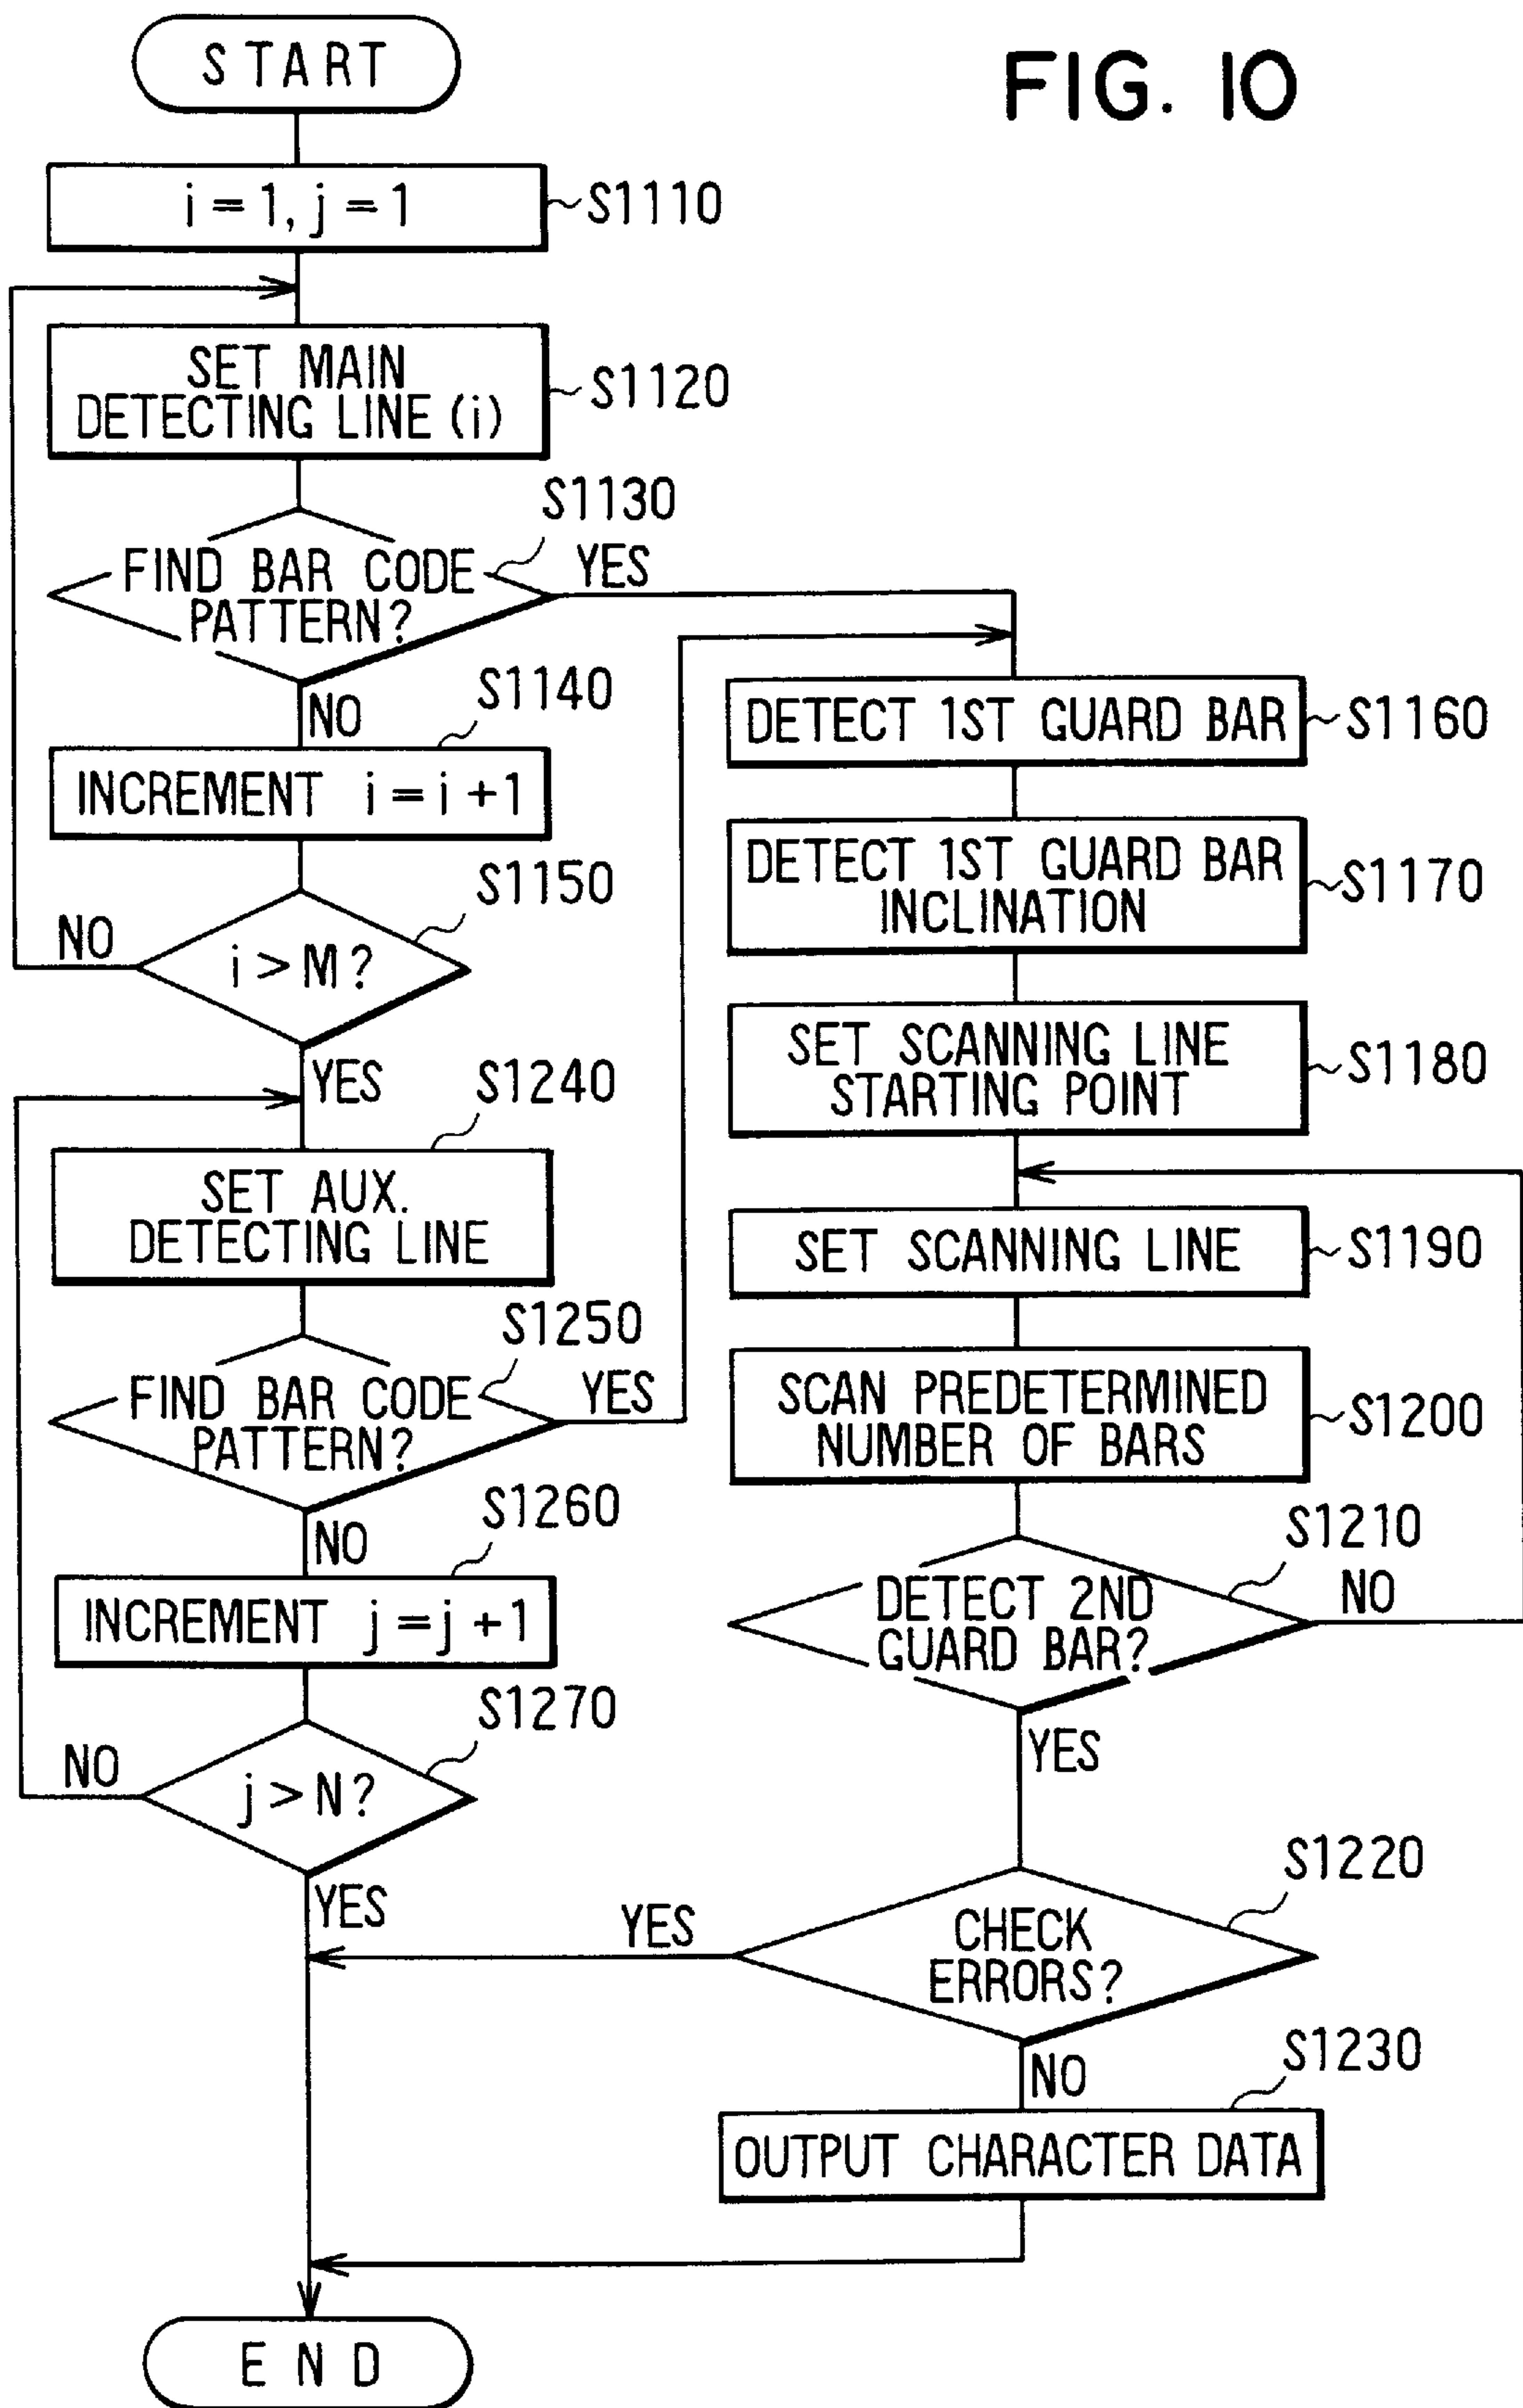 FIG. 10
START
i = 1, j = 1
S1110
SET MAIN
DETECTING LINE (i)
S1120
S1130
FIND BAR CODE
PATTERN?
YES
NO
S1140
INCREMENT i = i + 1
S1150
NO
i > M?
YES
S1240
SET AUX.
DETECTING LINE
S1250
FIND BAR CODE
PATTERN?
YES
NO
S1260
INCREMENT j = j + 1
S1270
NO
j > N?
YES
DETECT 1ST GUARD BAR
S1160
DETECT 1ST GUARD BAR
INCLINATION
S1170
SET SCANNING LINE
STARTING POINT
S1180
SET SCANNING LINE
S1190
SCAN PREDETERMINED
NUMBER OF BARS
S1200
S1210
DETECT 2ND
GUARD BAR?
NO
YES
S1220
CHECK
ERRORS?
YES
NO
S1230
OUTPUT CHARACTER DATA
END